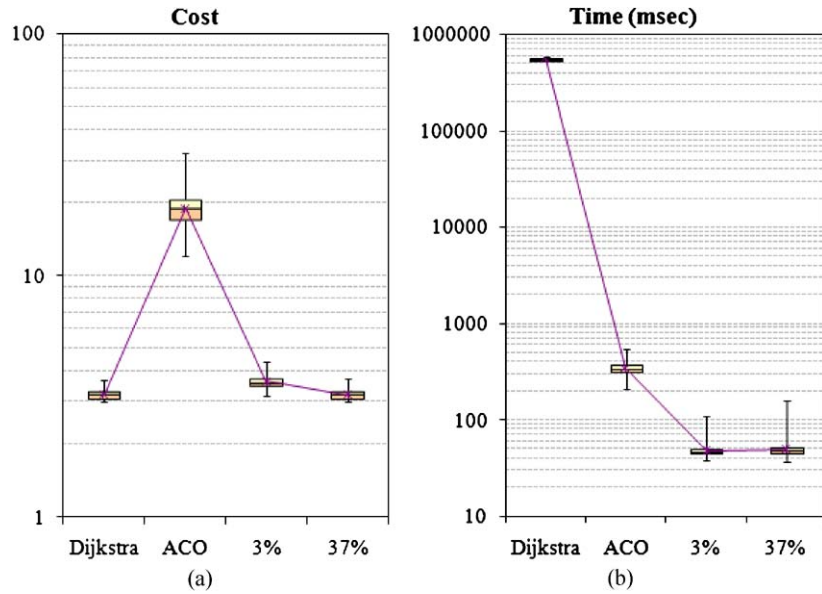 Cost
100
10
1
Dijkstra ACO 3% 37%
(a)
Time (msec)
1000000
100000
10000
1000
100
10
Dijkstra ACO 3% 37%
(b)